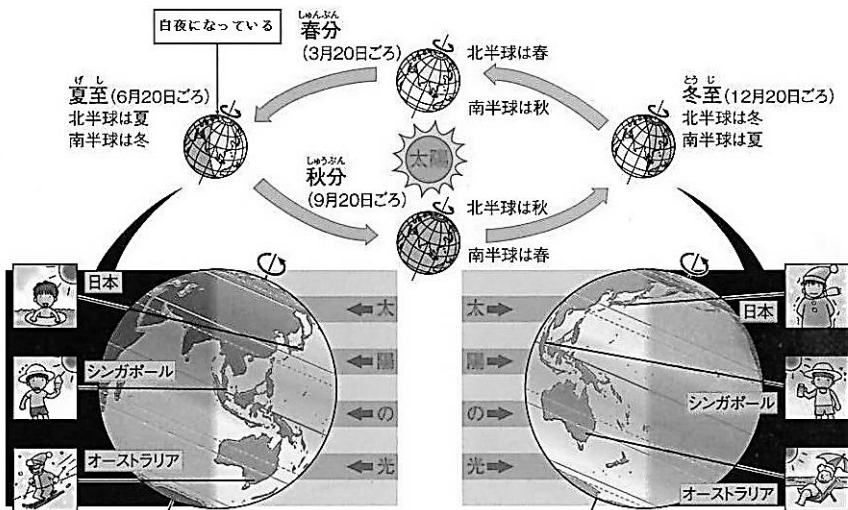 白夜になっている
しゅんぶん
春分
(3月20日ごろ)
北半球は春
南半球は秋
げし
夏至(6月20日ごろ)
北半球は夏
南半球は冬
とうじ
冬至(12月20日ごろ)
北半球は冬
南半球は夏
太陽
しゅうぶん
秋分
(9月20日ごろ)
北半球は秋
南半球は春
日本
シンガポール
オーストラリア
太
陽
の
光
太
陽
の
光
日本
シンガポール
オーストラリア